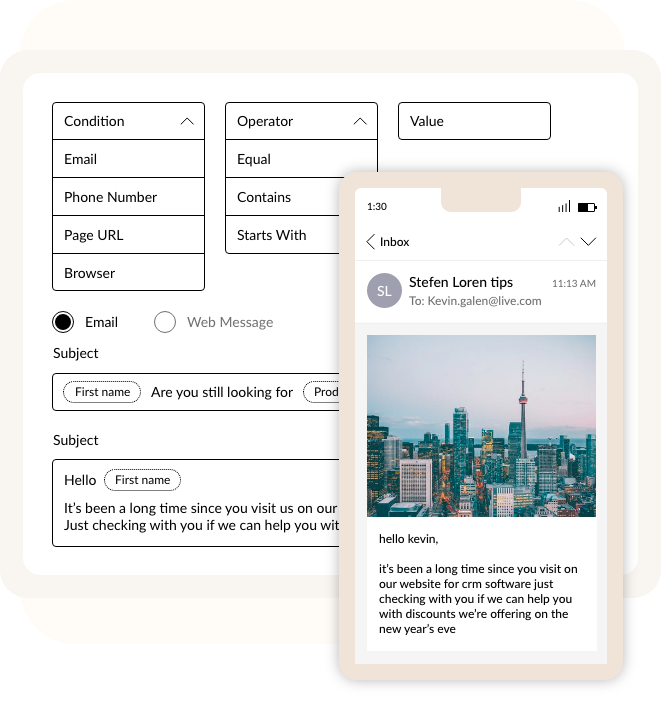 Condition
Email
Phone Number
Page URL
Browser
Operator
Equal
Contains
Starts With
Value
Email
Web Message
Subject
First name Are you still looking for
Subject
Hello First name
It's been a long time since you visit us on our
Just checking with you if we can help you
1:30
Inbox
SL
Stefen Loren tips
11:13 AM
To: Kevin.galen@live.com
hello kevin,
it's been a long time since you visit on
our website for crm software just
checking with you if we can help you
with discounts we're offering on the
new year's eve